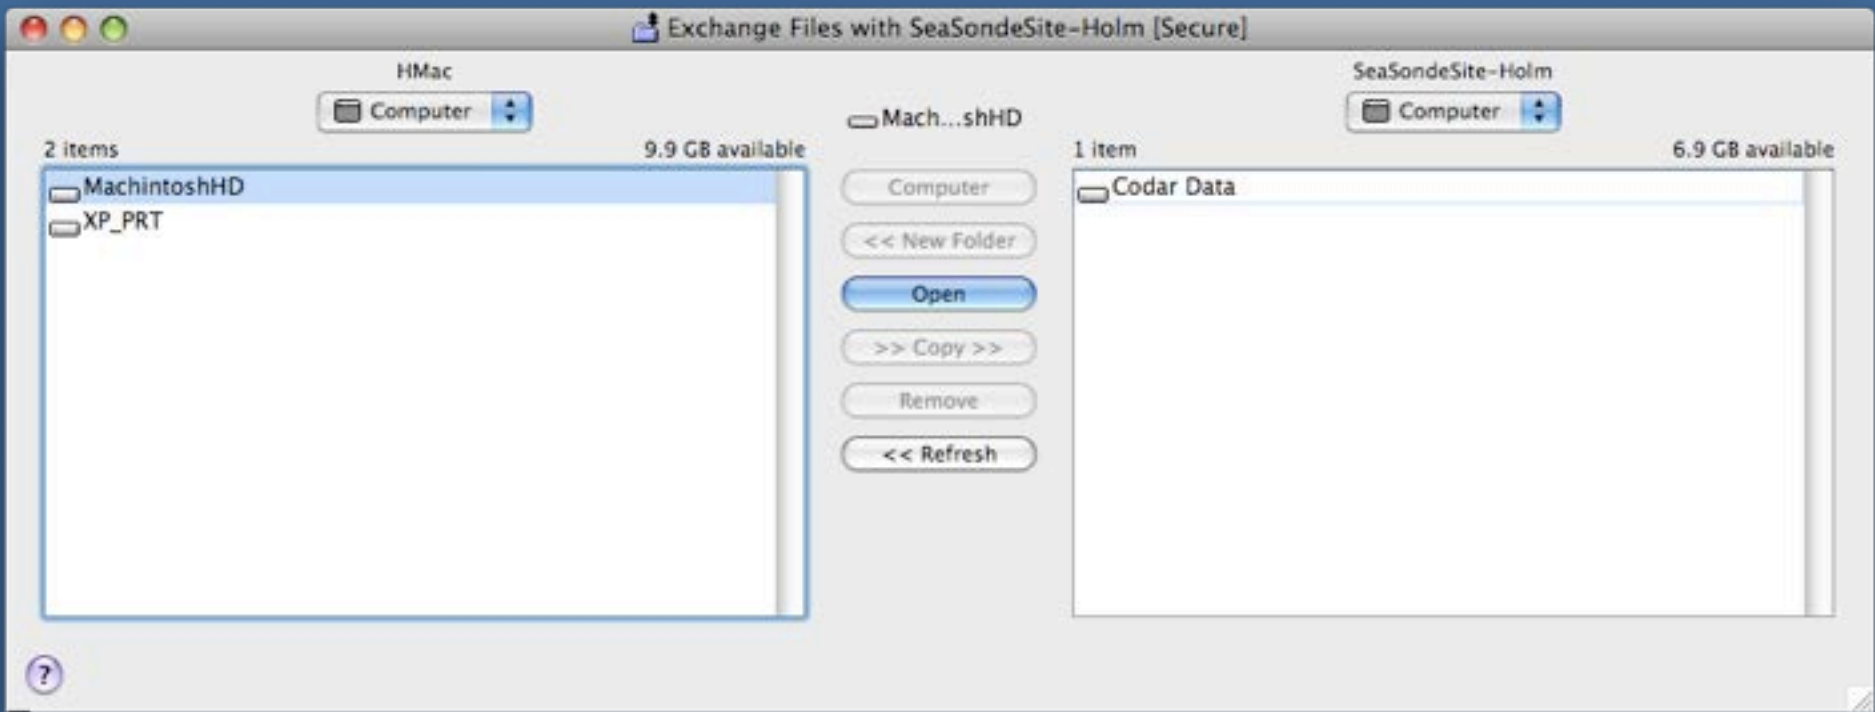 Exchange Files with SeaSondeSite-Holm [Secure]
HMac
Computer
2 items
9.9 GB available
MachintoshHD
XP_PRT
Mach...shHD
Computer
<< New Folder
Open
>> Copy >>
Remove
<< Refresh
SeaSondeSite-Holm
Computer
1 item
6.9 GB available
Codar Data
?